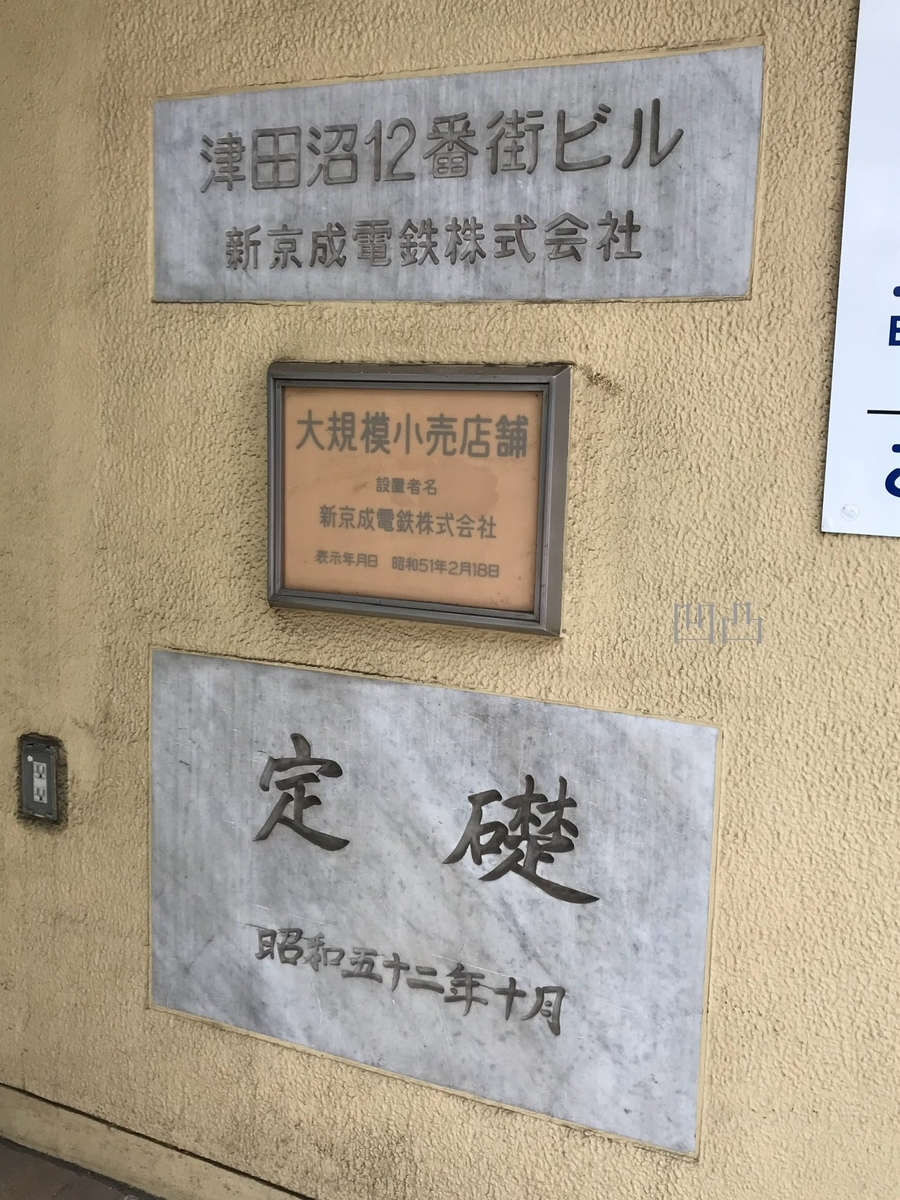 津田沼12番街ビル
新京成電鉄株式会社
大規模小売店舗
設置者名
新京成電鉄株式会社
表示年月日 昭和51年2月18日
凹凸
定礎
昭和五十二年十月